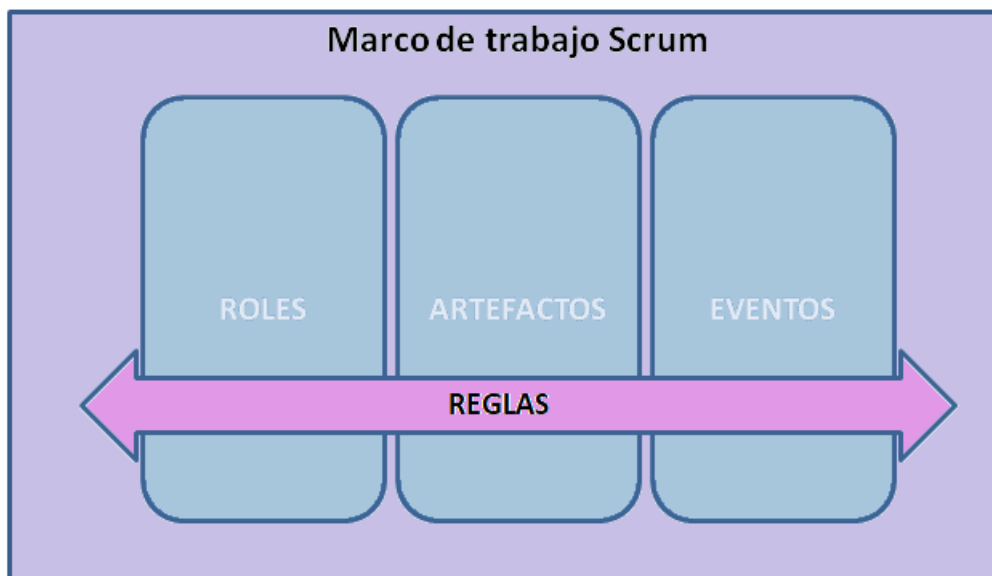 Marco de trabajo Scrum
ROLES
ARTEFACTOS
EVENTOS
REGLAS